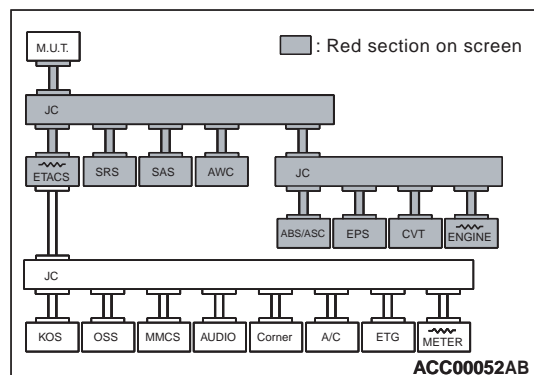 M.U.T.
: Red section on screen
JC
ETACS
SRS
SAS
AWC
JC
ABS/ASC
EPS
CVT
ENGINE
JC
KOS
OSS
MMCS
AUDIO
Corner
A/C
ETG
METER
ACC00052AB